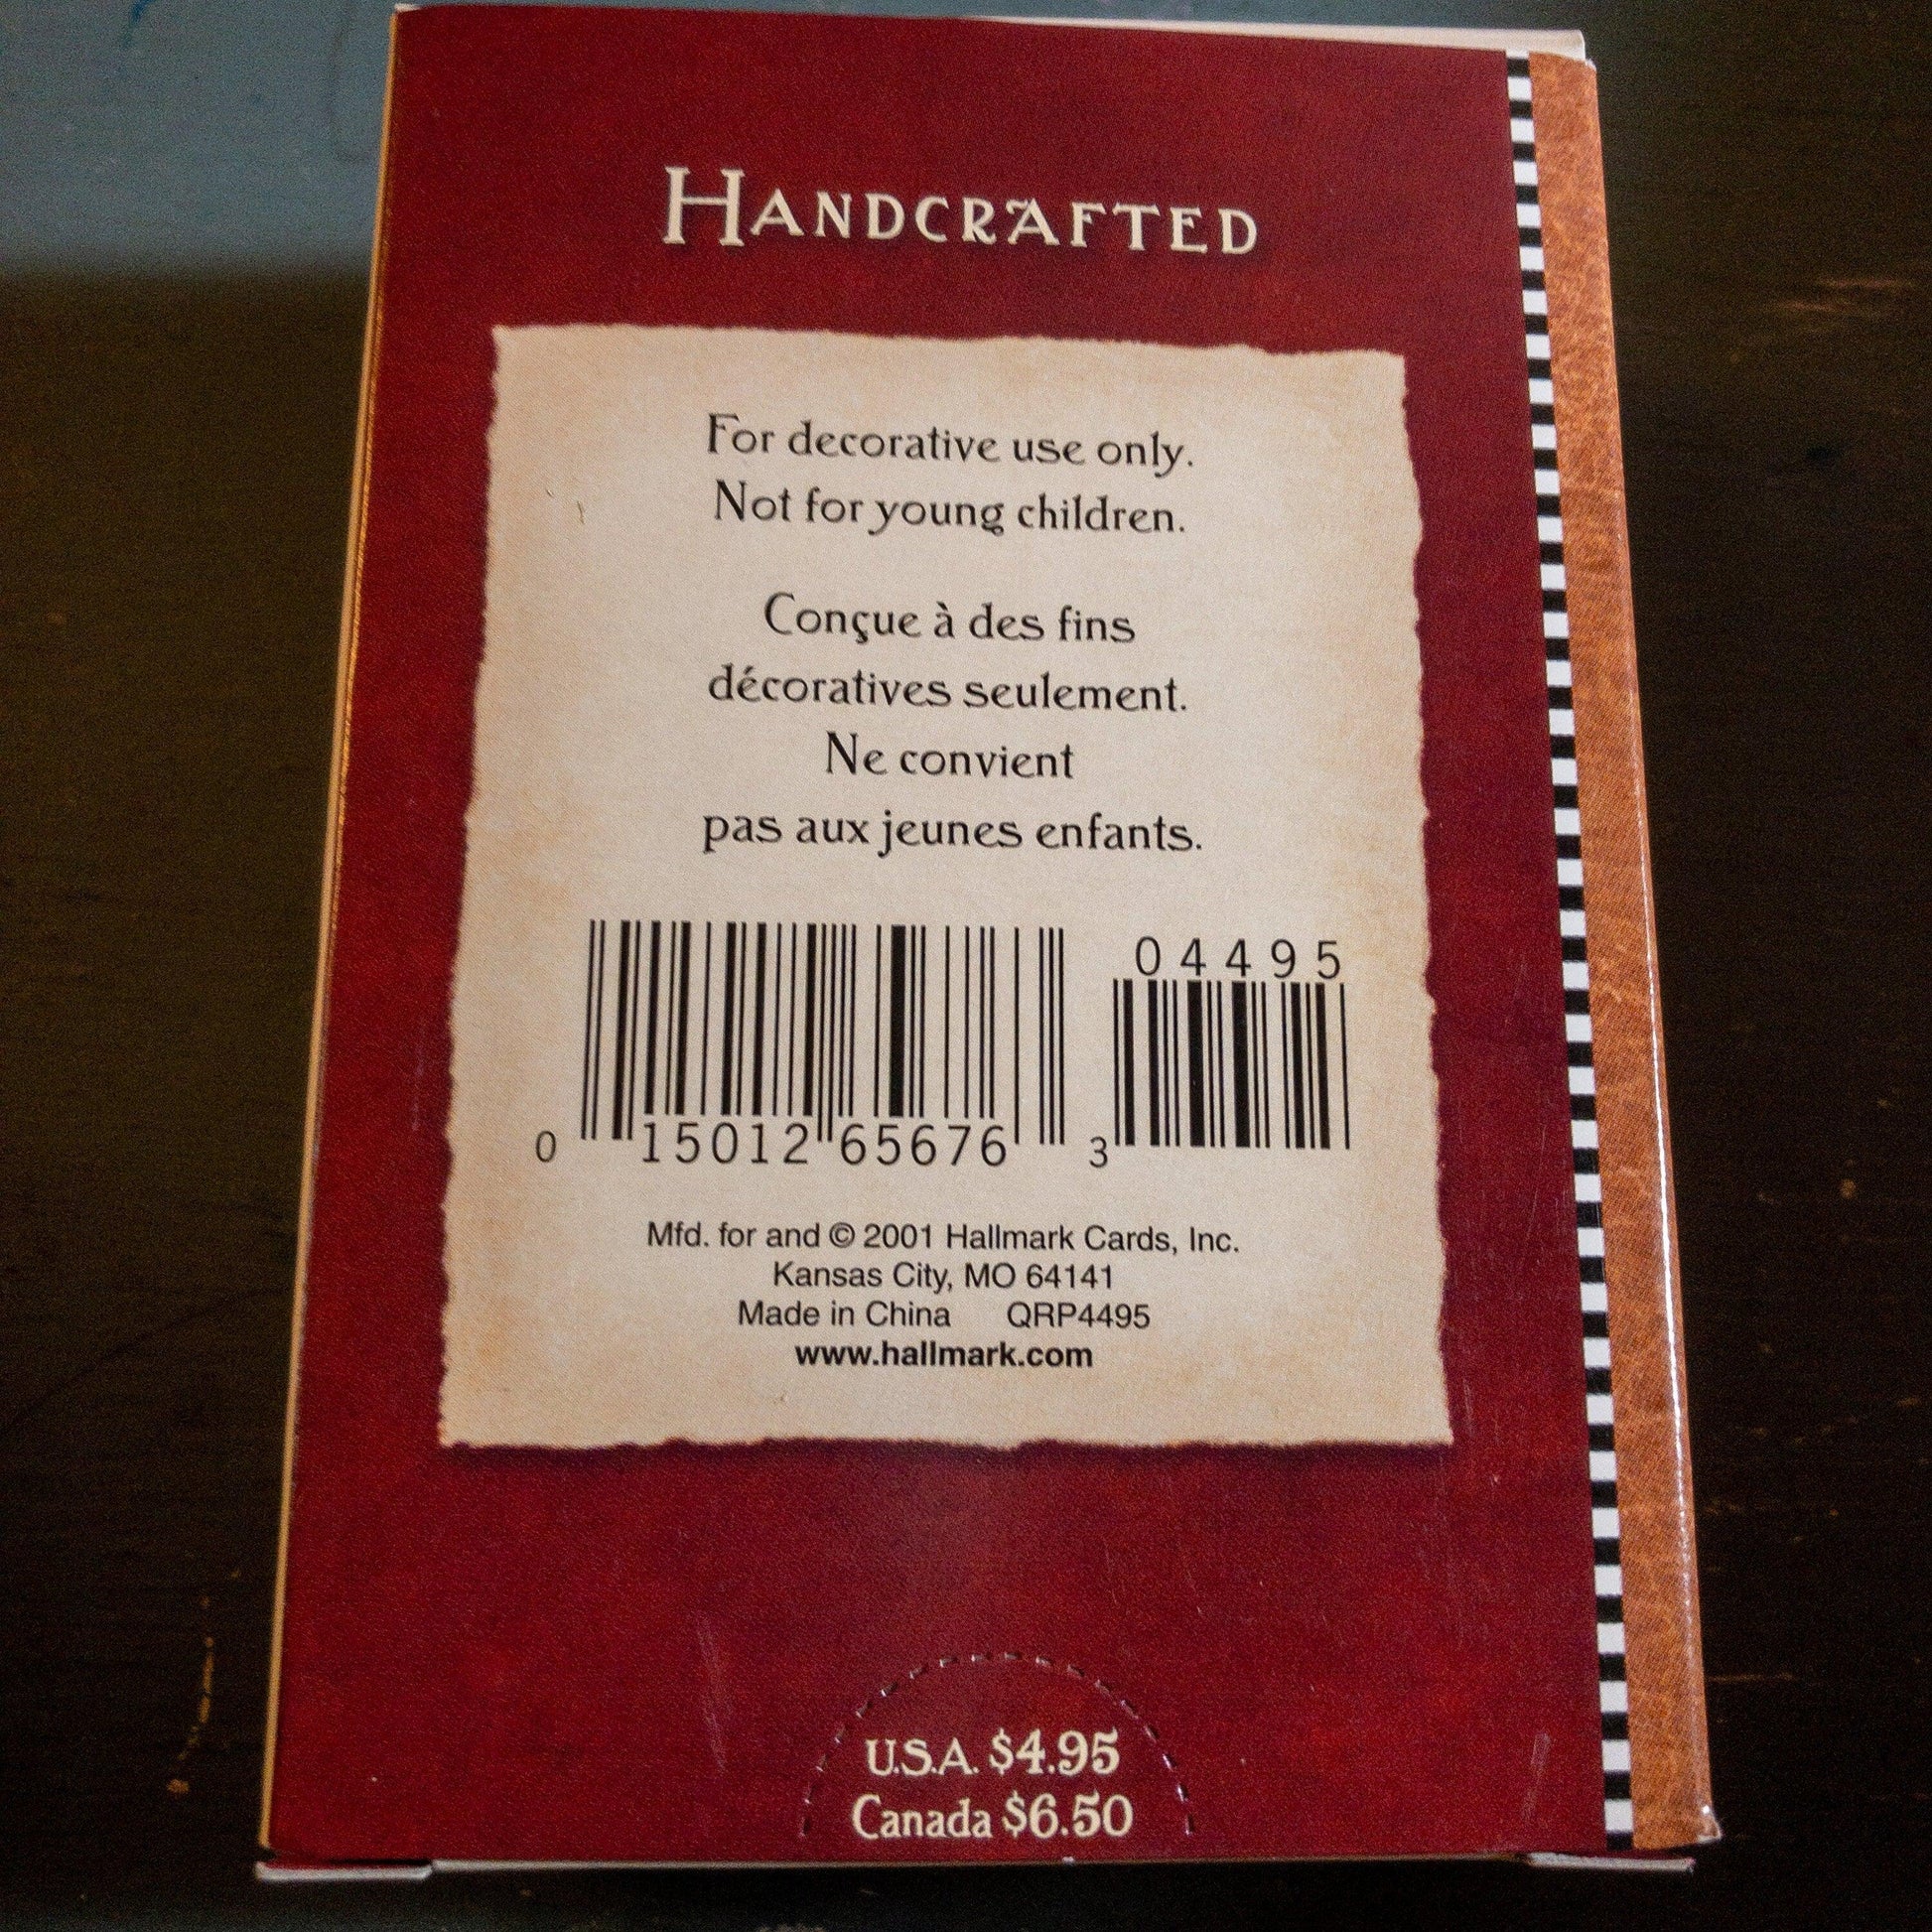 HANDCRAFTED
For decorative use only.
Not for young children.
Conçue à des fins
décoratives seulement.
Ne convient
pas aux jeunes enfants.
04495
0 15012 65676 3
Mfd. for and © 2001 Hallmark Cards, Inc.
Kansas City, MO 64141
Made in China QRP4495
www.hallmark.com
U.S.A. $4.95
Canada $6.50